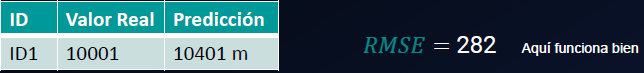 ID Valor Real Predicción
ID1 10001 10401 m
RMSE = 282 Aquí funciona bien